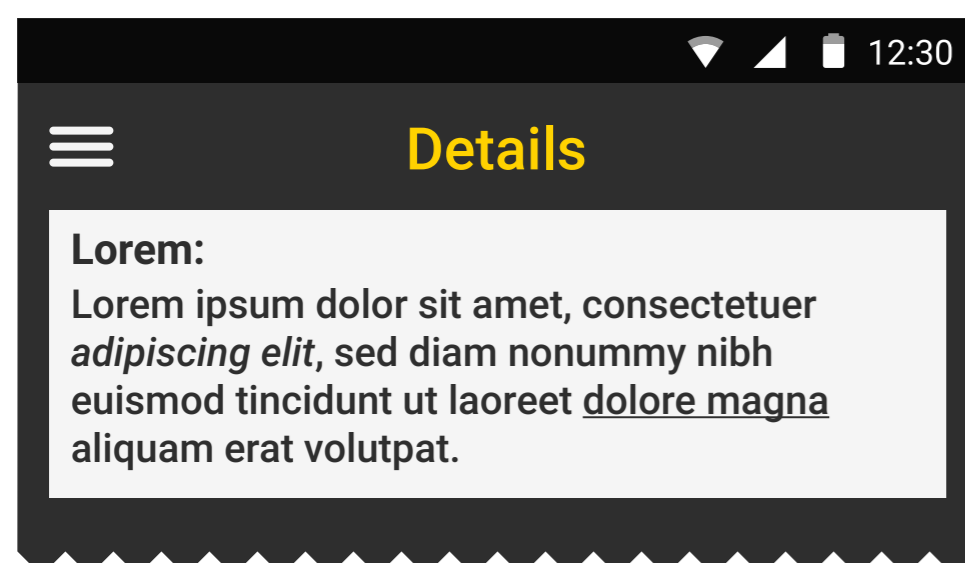 12:30
Details
Lorem:
Lorem ipsum dolor sit amet, consectetuer
adipiscing elit, sed diam nonummy nibh
euismod tincidunt ut laoreet dolore magna
aliquam erat volutpat.